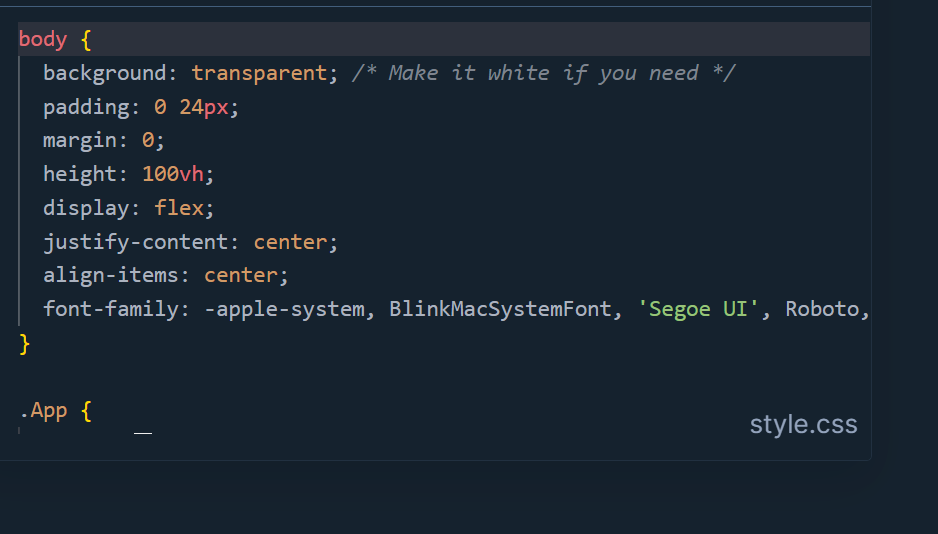 body {
  background: transparent; /* Make it white if you need */
  padding: 0 24px;
  margin: 0;
  height: 100vh;
  display: flex;
  justify-content: center;
  align-items: center;
  font-family: -apple-system, BlinkMacSystemFont, 'Segoe UI', Roboto,
}

.App {
style.css